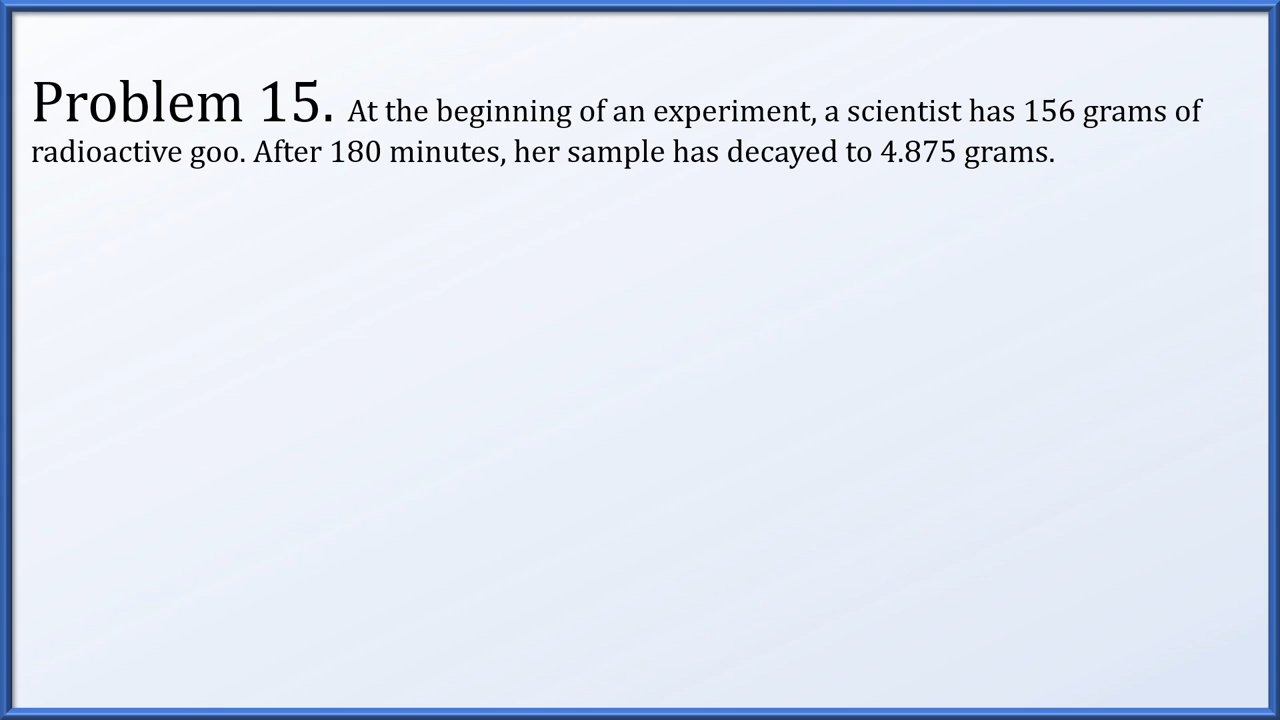 Problem 15. At the beginning of an experiment, a scientist has 156 grams of
radioactive goo. After 180 minutes, her sample has decayed to 4.875 grams.